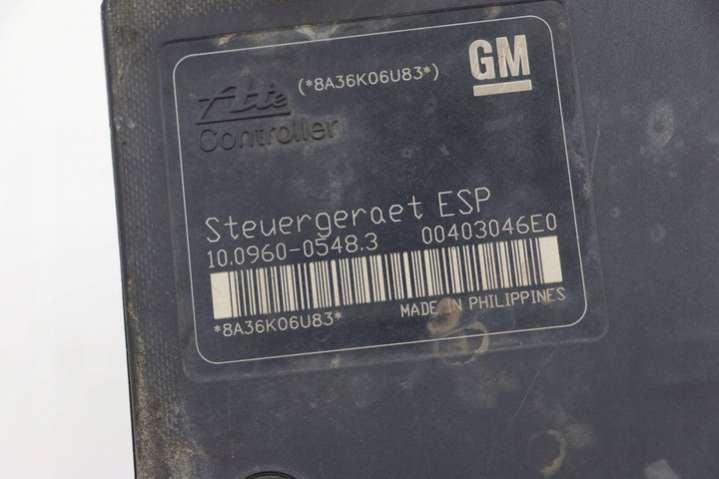 (*8A36K06U83*)
GM
Ate
Controller
Steuergeraet ESP
10.0960-0548.3 00403046E0
*8A36K06U83* MADE IN PHILIPPINES